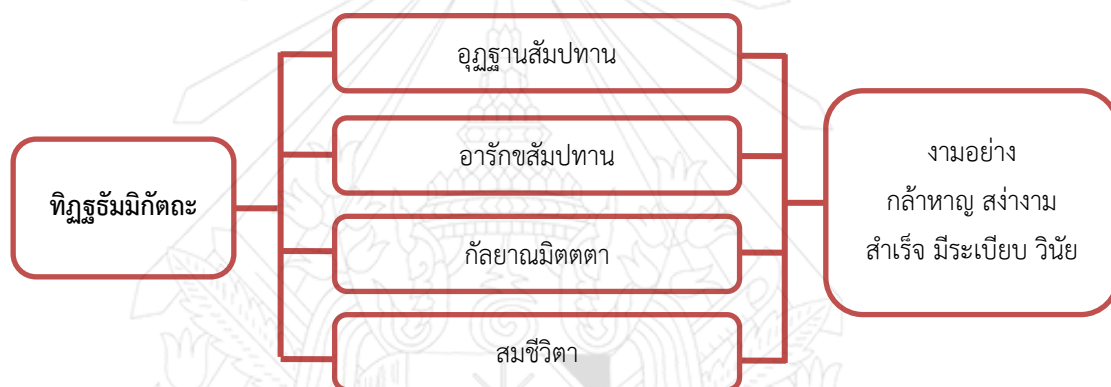 อุฏฐานสัมปทาน
อารักขสัมปทาน
ทิฏฐธัมมิกัตถะ
กัลยาณมิตตตา
สมชีวิตา
งามอย่าง
กล้าหาญ สง่างาม
สำเร็จ มีระเบียบ วินัย